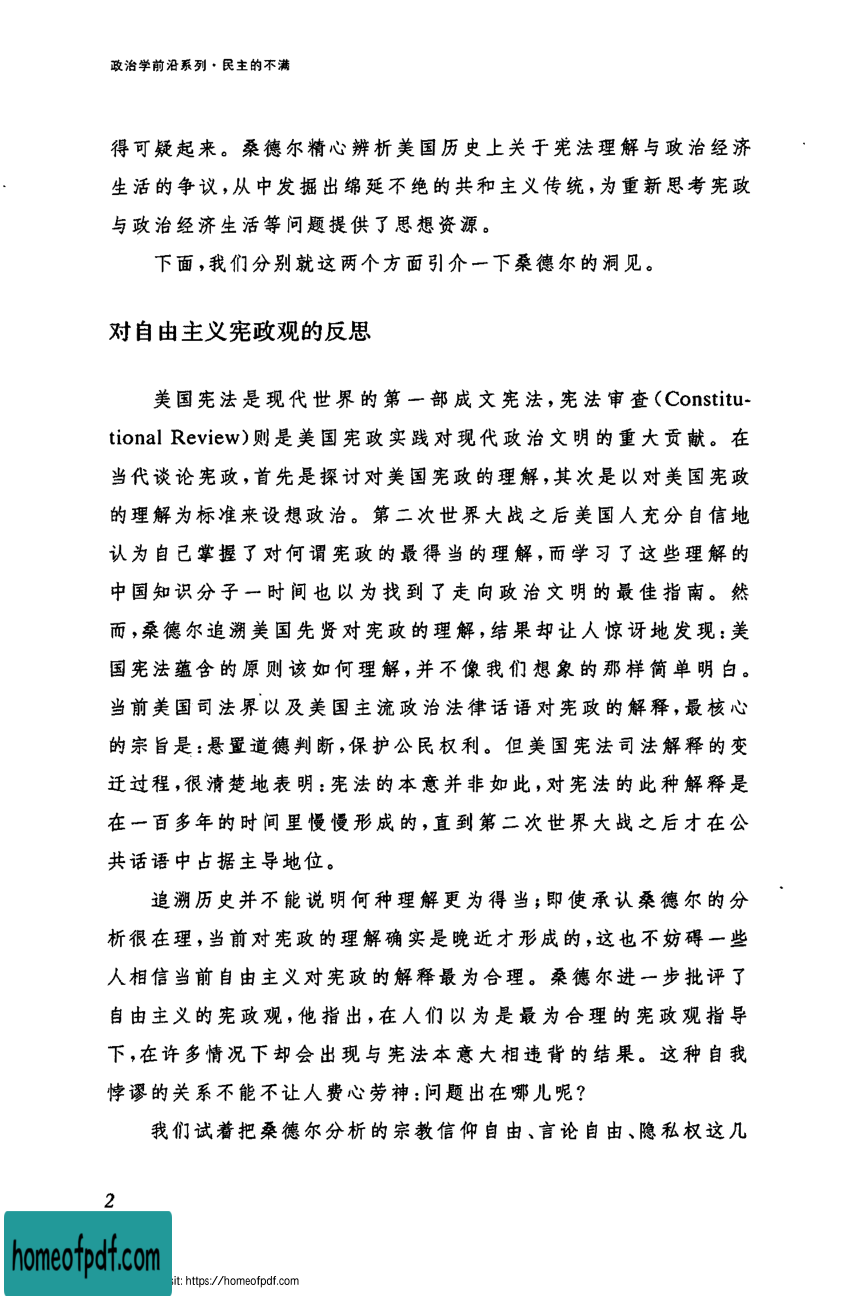 政治学前沿系列·民主的不满
得可疑起来。桑德尔精心辨析美国历史上关于宪法理解与政治经济
生活的争议,从中发掘出绵延不绝的共和主义传统,为重新思考宪政
与政治经济生活等问题提供了思想资源。
下面,我们分别就这两个方面引介一下桑德尔的洞见。
对自由主义宪政观的反思
美国宪法是现代世界的第一部成文宪法,宪法审查(Constitu-
tional Review)则是美国宪政实践对现代政治文明的重大贡献。在
当代谈论宪政,首先是探讨对美国宪政的理解,其次是以对美国宪政
的理解为标准来设想政治。第二次世界大战之后美国人充分自信地
认为自己掌握了对何谓宪政的最得当的理解,而学习了这些理解的
中国知识分子一时间也以为找到了走向政治文明的最佳指南。然
而,桑德尔追溯美国先贤对宪政的理解,结果却让人惊讶地发现:美
国宪法蕴含的原则该如何理解,并不像我们想象的那样简单明白。
当前美国司法界以及美国主流政治法律话语对宪政的解释,最核心
的宗旨是:悬置道德判断,保护公民权利。但美国宪法司法解释的变
迁过程,很清楚地表明:宪法的本意并非如此,对宪法的此种解释是
在一百多年的时间里慢慢形成的,直到第二次世界大战之后才在公
共话语中占据主导地位。
追溯历史并不能说明何种理解更为得当;即使承认桑德尔的分
析很在理,当前对宪政的理解确实是晚近才形成的,这也不妨碍一些
人相信当前自由主义对宪政的解释最为合理。桑德尔进一步批评了
自由主义的宪政观,他指出,在人们以为是最为合理的宪政观指导
下,在许多情况下却会出现与宪法本意大相违背的结果。这种自我
悖谬的关系不能不让人费心劳神:问题出在哪儿呢?
我们试着把桑德尔分析的宗教信仰自由、言论自由、隐私权这几
2
homeofpdf.com
sit: https://homeofpdf.com